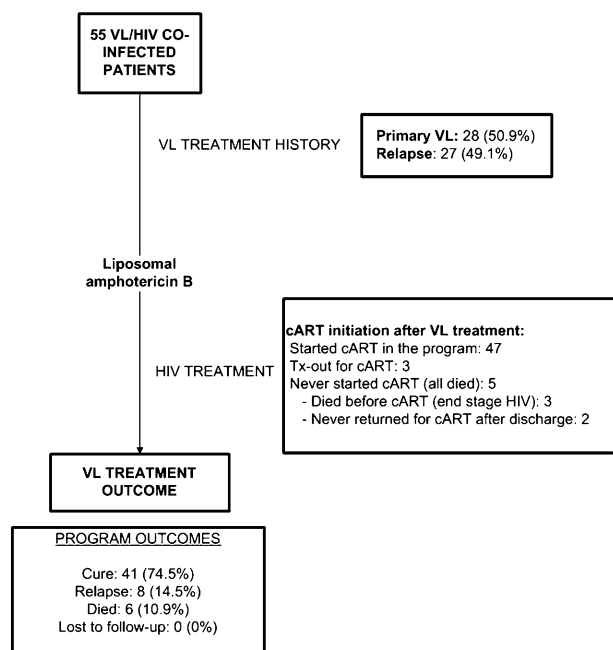 55 VL/HIV CO-
INFECTED
PATIENTS
VL TREATMENT HISTORY
Primary VL: 28 (50.9%)
Relapse: 27 (49.1%)
Liposomal
amphotericin B
HIV TREATMENT
cART initiation after VL treatment:
Started cART in the program: 47
Tx-out for cART: 3
Never started cART (all died): 5
- Died before cART (end stage HIV): 3
- Never returned for cART after discharge: 2
VL TREATMENT
OUTCOME
PROGRAM OUTCOMES
Cure: 41 (74.5%)
Relapse: 8 (14.5%)
Died: 6 (10.9%)
Lost to follow-up: 0 (0%)